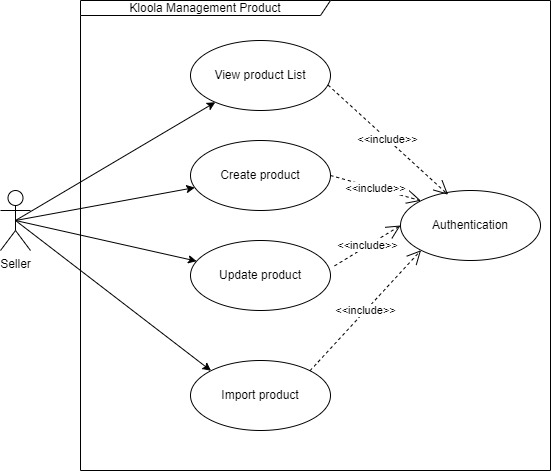 Kloola Management Product
View product List
<<include>>
Create product
<<include>>
Authentication
Update product
<<include>>
Seller
<<include>>
Import product